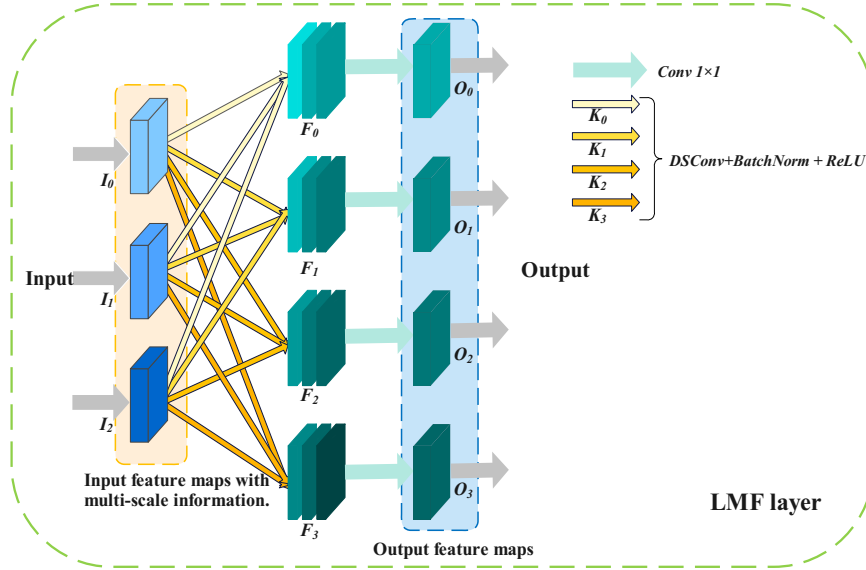 O0
Conv 1×1
F0
K0
K1
I0
DSConv+BatchNorm + ReLU
K2
K3
O1
F1
Input
Output
I1
O2
F2
I2
Input feature maps with
multi-scale information.
O3
LMF layer
F3
Output feature maps